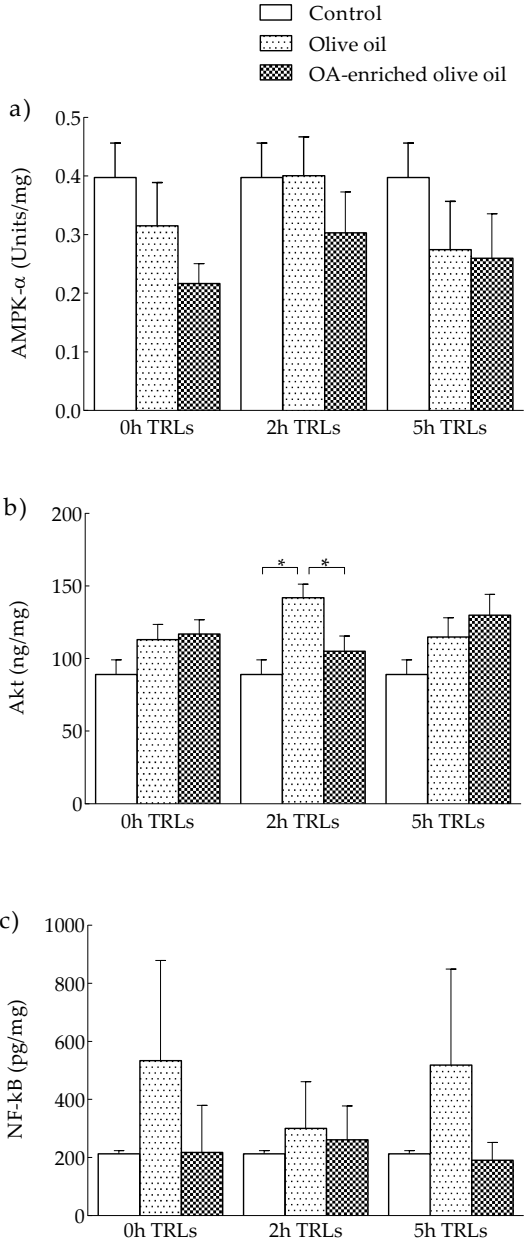 Control
Olive oil
OA-enriched olive oil
a)
AMPK-α (Units/mg)
0.5
0.4
0.3
0.2
0.1
0.0
0h TRLs 2h TRLs 5h TRLs
b)
Akt (ng/mg)
200
150
100
50
0
* *
0h TRLs 2h TRLs 5h TRLs
c)
NF-kB (pg/mg)
1000
800
600
400
200
0
0h TRLs 2h TRLs 5h TRLs